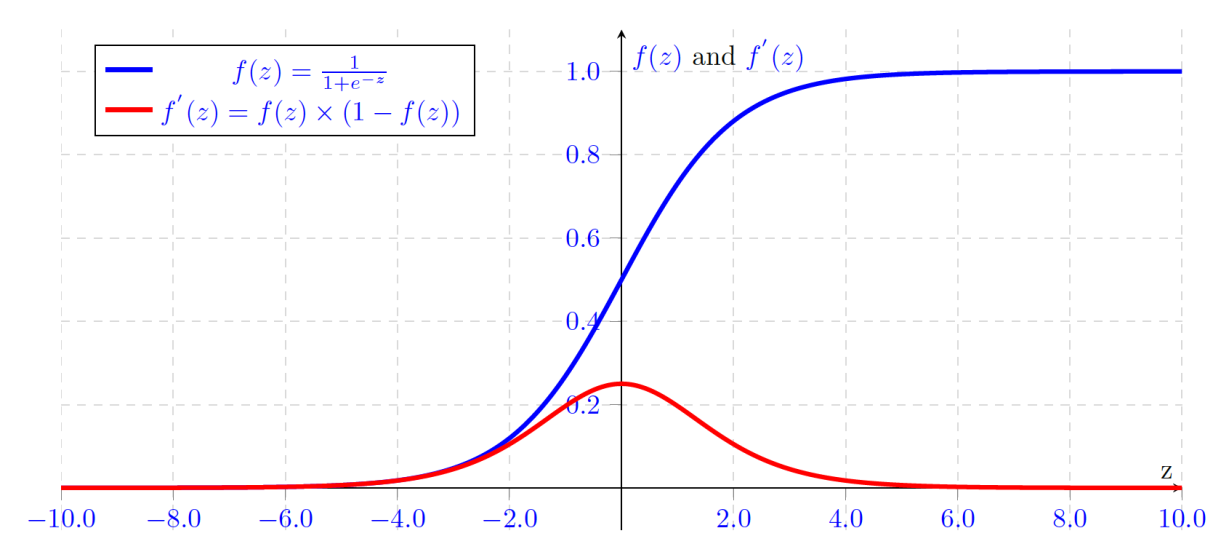 f(z) = 1/(1+e^{-z})
f'(z) = f(z) × (1 − f(z))
f(z) and f'(z)
1.0
0.8
0.6
0.4
0.2
z
−10.0 −8.0 −6.0 −4.0 −2.0 2.0 4.0 6.0 8.0 10.0